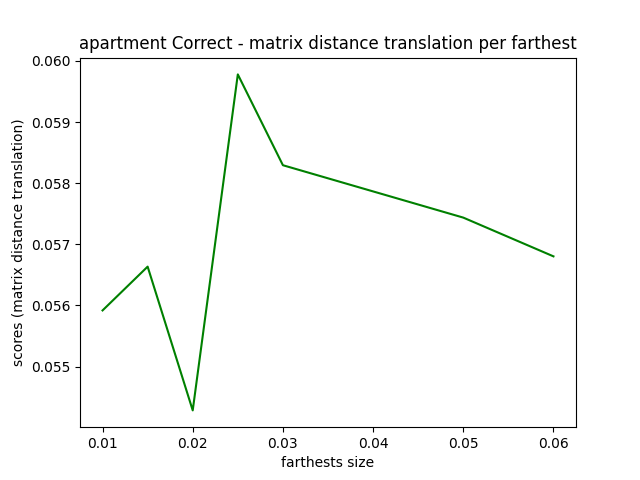 apartment Correct - matrix distance translation per farthest
0.060
0.059
0.058
0.057
0.056
0.055
scores (matrix distance translation)
0.01 0.02 0.03 0.04 0.05 0.06
farthests size